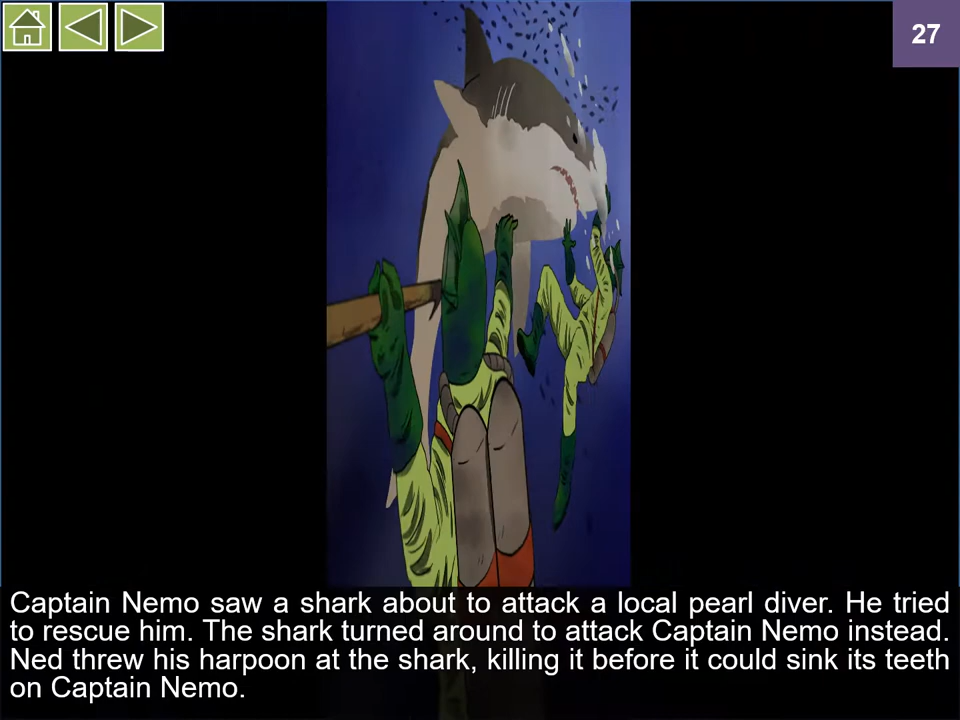 27
Captain Nemo saw a shark about to attack a local pearl diver. He tried
to rescue him. The shark turned around to attack Captain Nemo instead.
Ned threw his harpoon at the shark, killing it before it could sink its teeth
on Captain Nemo.